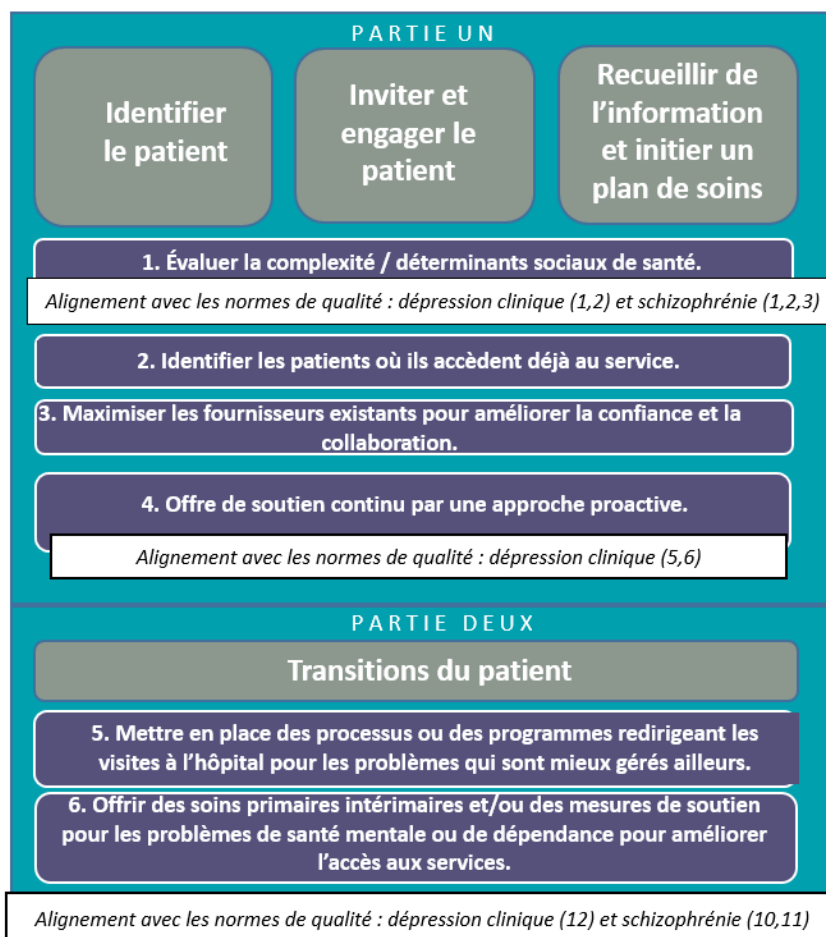 PARTIE UN
Identifier
le patient
Inviter et
engager le
patient
Recueillir de
l'information
et initier un
plan de soins
1. Évaluer la complexité / déterminants sociaux de santé.
Alignement avec les normes de qualité : dépression clinique (1,2) et schizophrénie (1,2,3)
2. Identifier les patients où ils accèdent déjà au service.
3. Maximiser les fournisseurs existants pour améliorer la confiance et la
collaboration.
4. Offre de soutien continu par une approche proactive.
Alignement avec les normes de qualité : dépression clinique (5,6)
PARTIE DEUX
Transitions du patient
5. Mettre en place des processus ou des programmes redirigeant les
visites à l'hôpital pour les problèmes qui sont mieux gérés ailleurs.
6. Offrir des soins primaires intérimaires et/ou des mesures de soutien
pour les problèmes de santé mentale ou de dépendance pour améliorer
l'accès aux services.
Alignement avec les normes de qualité : dépression clinique (12) et schizophrénie (10,11)